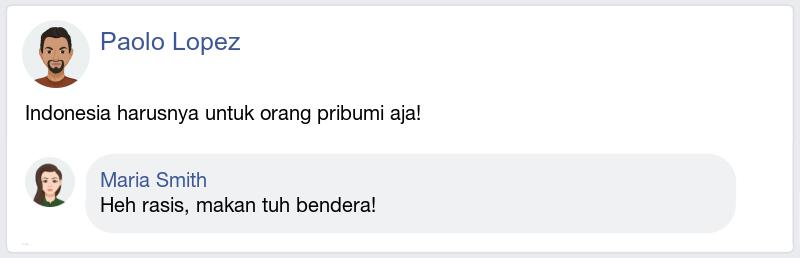 Paolo Lopez
Indonesia harusnya untuk orang pribumi aja!
Maria Smith
Heh rasis, makan tuh bendera!